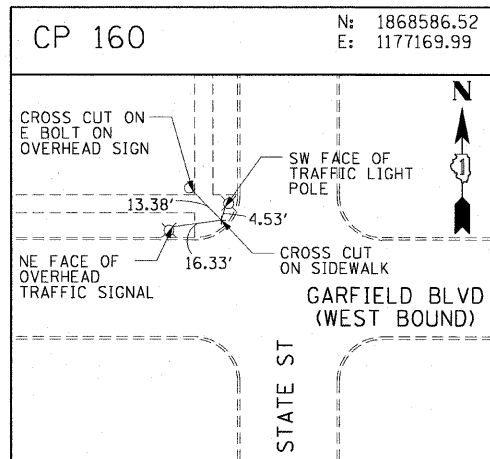 CP 160
N: 1868586.52
E: 1177169.99
N
CROSS CUT ON
E BOLT ON
OVERHEAD SIGN
SW FACE OF
TRAFFIC LIGHT
POLE
13.38'
4.53'
16.33'
NE FACE OF
OVERHEAD
TRAFFIC SIGNAL
CROSS CUT
ON SIDEWALK
GARFIELD BLVD
(WEST BOUND)
STATE ST